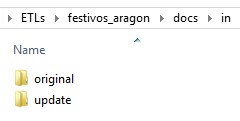 ETLs festivos_aragon docs in
Name
original
update